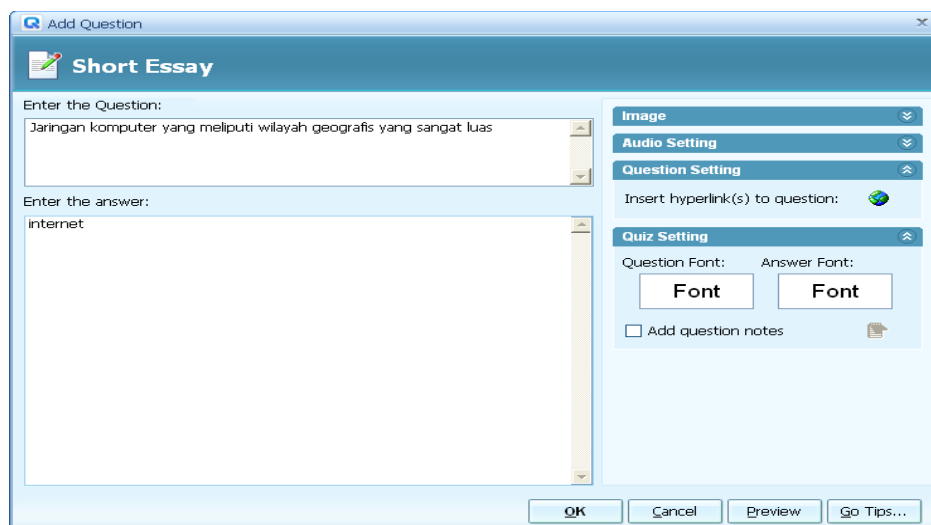 Add Question
Short Essay
Enter the Question:
Jaringan komputer yang meliputi wilayah geografis yang sangat luas
Enter the answer:
internet
Image
Audio Setting
Question Setting
Insert hyperlink(s) to question:
Quiz Setting
Question Font: Answer Font:
Font Font
Add question notes
OK Cancel Preview Go Tips...